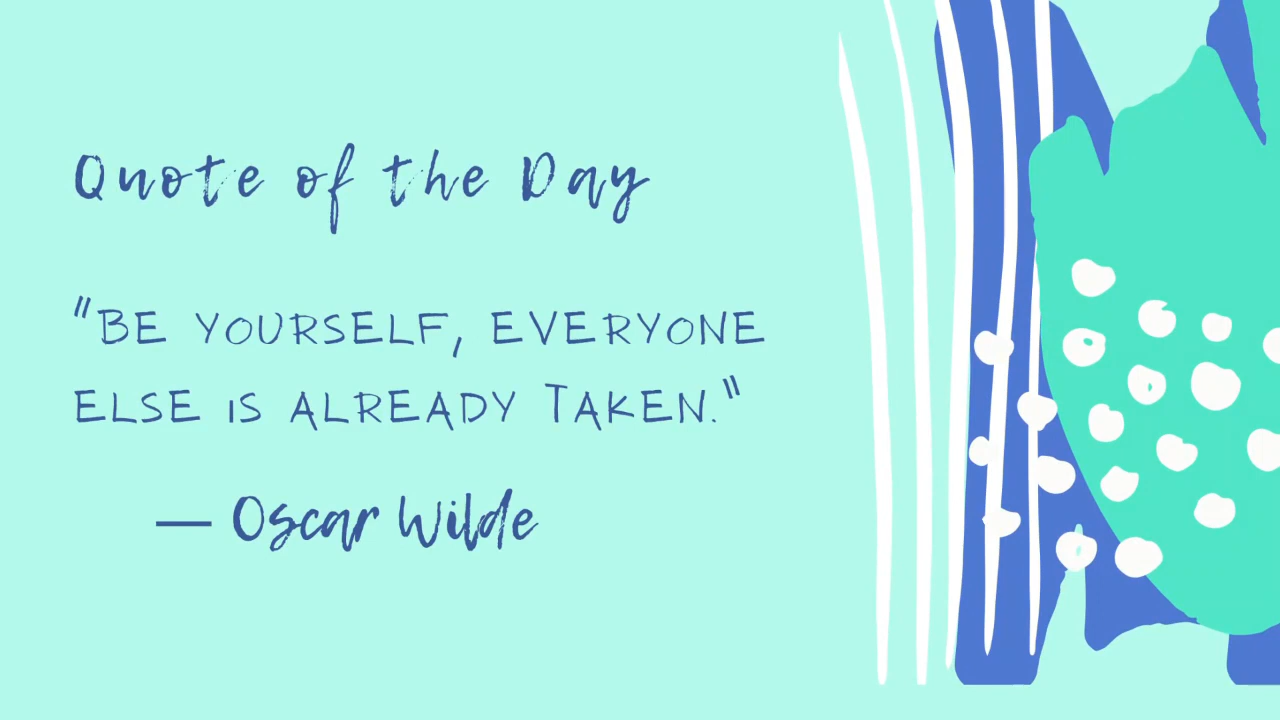 Quote of the Day
"BE YOURSELF, EVERYONE
ELSE IS ALREADY TAKEN."
— Oscar Wilde